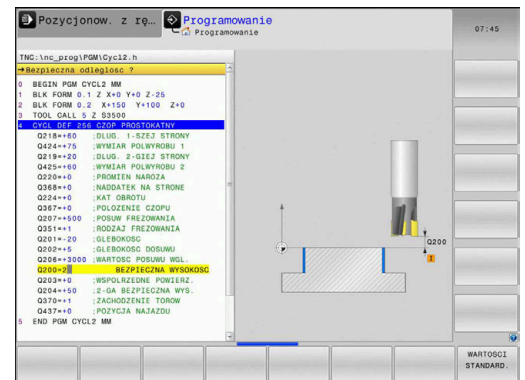 Pozycjonow. z rę...
Programowanie
Programowanie
07:45
TNC:\nc_prog\PGM\Cycl2.h
→Bezpieczna odleglosc ?
0 BEGIN PGM CYCL2 MM
1 BLK FORM 0.1 Z X+0 Y+0 Z-25
2 BLK FORM 0.2 X+150 Y+100 Z+0
3 TOOL CALL 5 Z S3500
4 CYCL DEF 256 CZOP PROSTOKATNY
Q218=+60 ;DLUG. 1-SZEJ STRONY
Q424=+75 ;WYMIAR POLWYROBU 1
Q219=+20 ;DLUG. 2-GIEJ STRONY
Q425=+60 ;WYMIAR POLWYROBU 2
Q220=+0 ;PROMIEN NAROZA
Q368=+0 ;NADDATEK NA STRONE
Q224=+0 ;KAT OBROTU
Q367=+0 ;POLOZENIE CZOPU
Q207=+500 ;POSUW FREZOWANIA
Q351=+1 ;RODZAJ FREZOWANIA
Q201=-20 ;GLEBOKOSC
Q202=+5 ;GLEBOKOSC DOSUWU
Q206=+3000 ;WARTOSC POSUWU WGL.
Q200=2 BEZPIECZNA WYSOKOSC
Q203=+0 ;WSPOLRZEDNE POWIERZ.
Q204=+50 ;2-GA BEZPIECZNA WYS.
Q370=+1 ;ZACHODZENIE TOROW
Q437=+0 ;POZYCJA NAJAZDU
5 END PGM CYCL2 MM
Q200
I
WARTOSCI
STANDARD.